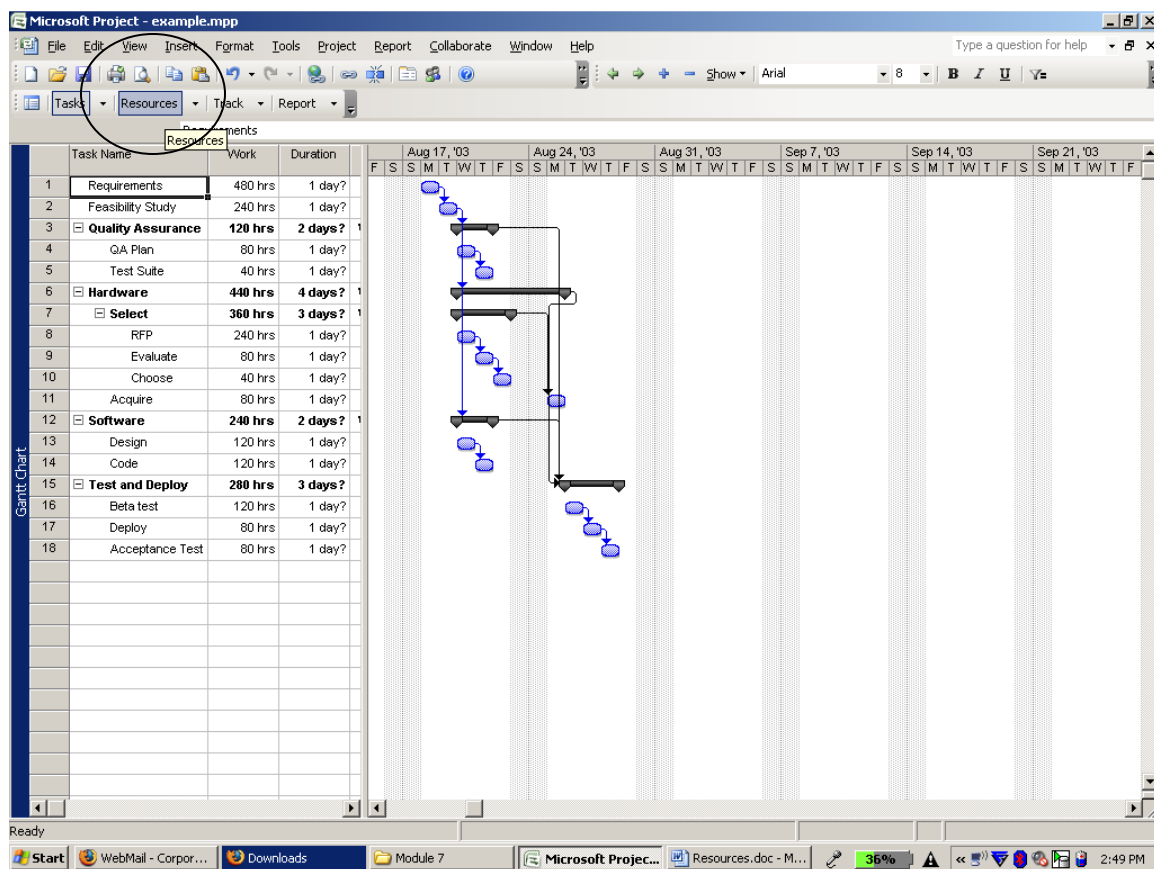 Microsoft Project - example.mpp
File Edit View Insert Format Tools Project Report Collaborate Window Help Type a question for help
Show Arial 8 B I U
Tasks Resources Track Report
Requirements
Resources
Task Name Work Duration Aug 17, '03 Aug 24, '03 Aug 31, '03 Sep 7, '03 Sep 14, '03 Sep 21, '03
F S S M T W T F S S M T W T F S S M T W T F S S M T W T F S S M T W T F S S M T W T F
1 Requirements 480 hrs 1 day?
2 Feasibility Study 240 hrs 1 day?
3 Quality Assurance 120 hrs 2 days?
4 QA Plan 80 hrs 1 day?
5 Test Suite 40 hrs 1 day?
6 Hardware 440 hrs 4 days?
7 Select 360 hrs 3 days?
8 RFP 240 hrs 1 day?
9 Evaluate 80 hrs 1 day?
10 Choose 40 hrs 1 day?
11 Acquire 80 hrs 1 day?
12 Software 240 hrs 2 days?
13 Design 120 hrs 1 day?
14 Code 120 hrs 1 day?
15 Test and Deploy 280 hrs 3 days?
16 Beta test 120 hrs 1 day?
17 Deploy 80 hrs 1 day?
18 Acceptance Test 80 hrs 1 day?
Gantt Chart
Ready
Start WebMail - Corpor... Downloads Module 7 Microsoft Projec... Resources.doc - M... 36% 2:49 PM